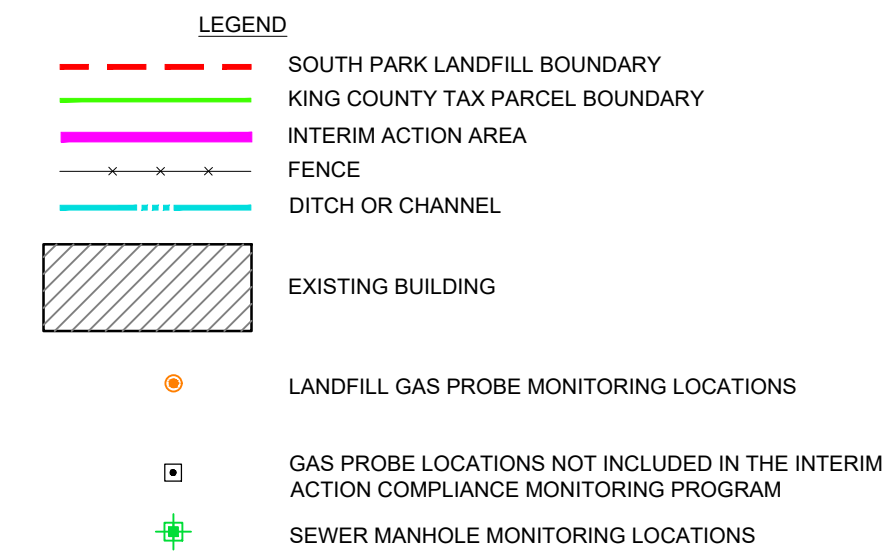 LEGEND
SOUTH PARK LANDFILL BOUNDARY
KING COUNTY TAX PARCEL BOUNDARY
INTERIM ACTION AREA
FENCE
DITCH OR CHANNEL
EXISTING BUILDING
LANDFILL GAS PROBE MONITORING LOCATIONS
GAS PROBE LOCATIONS NOT INCLUDED IN THE INTERIM
ACTION COMPLIANCE MONITORING PROGRAM
SEWER MANHOLE MONITORING LOCATIONS